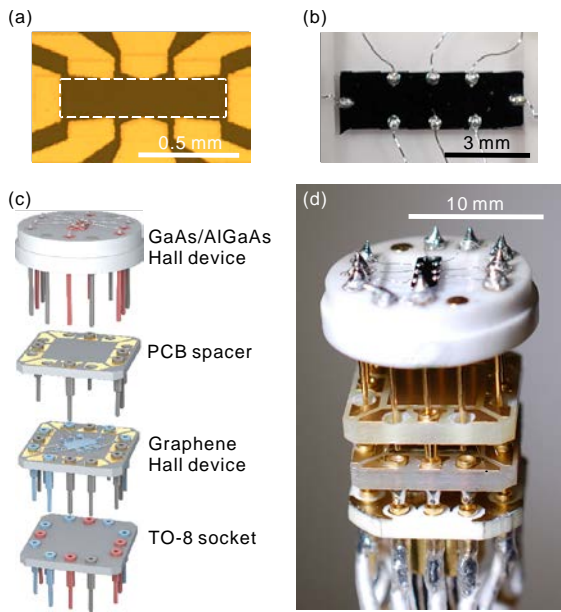 (a)
0.5 mm
(b)
3 mm
(c)
GaAs/AlGaAs
Hall device
PCB spacer
Graphene
Hall device
TO-8 socket
(d)
10 mm